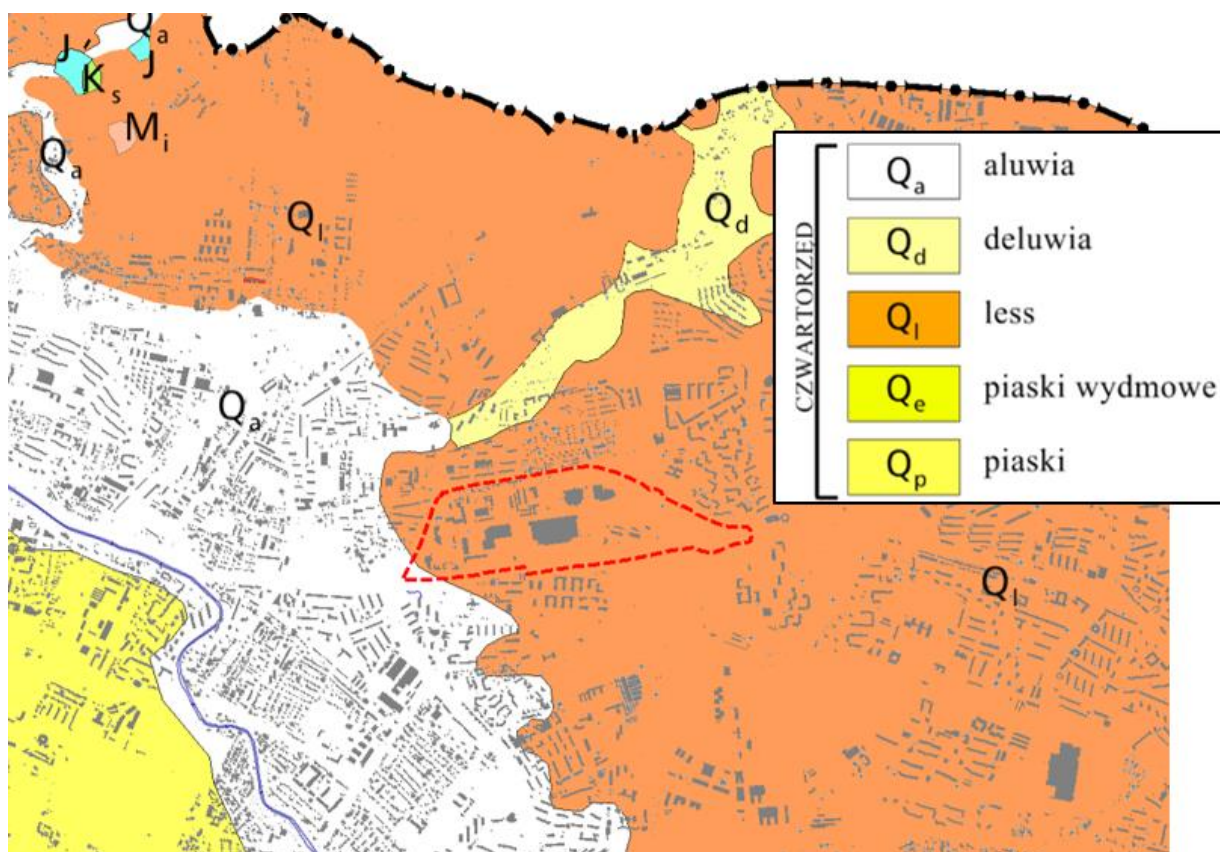 Qa
J
J
Ks
Mi
Qa
Ql
Qd
Qa
Ql
CZWARTORZĘD
Qa aluwia
Qd deluwia
Ql less
Qe piaski wydmowe
Qp piaski